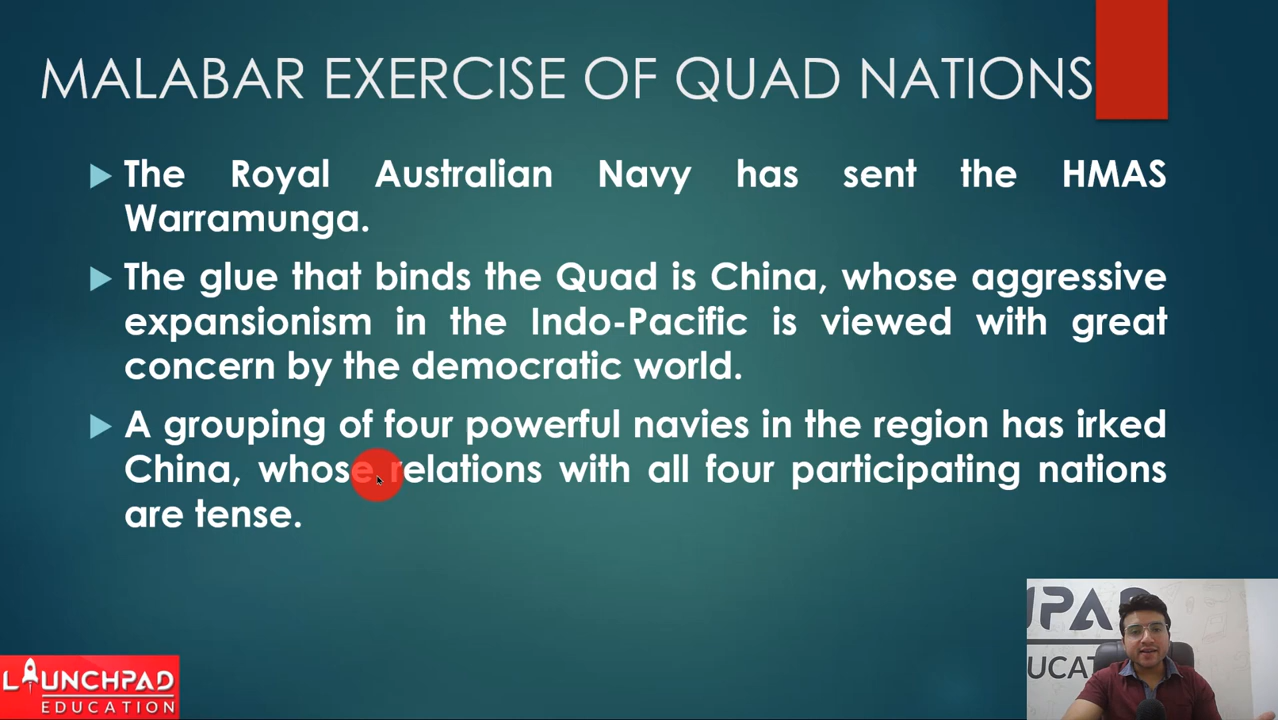 MALABAR EXERCISE OF QUAD NATIONS
The Royal Australian Navy has sent the HMAS
Warramunga.
The glue that binds the Quad is China, whose aggressive
expansionism in the Indo-Pacific is viewed with great
concern by the democratic world.
A grouping of four powerful navies in the region has irked
China, whose relations with all four participating nations
are tense.
LAUNCHPAD
EDUCATION